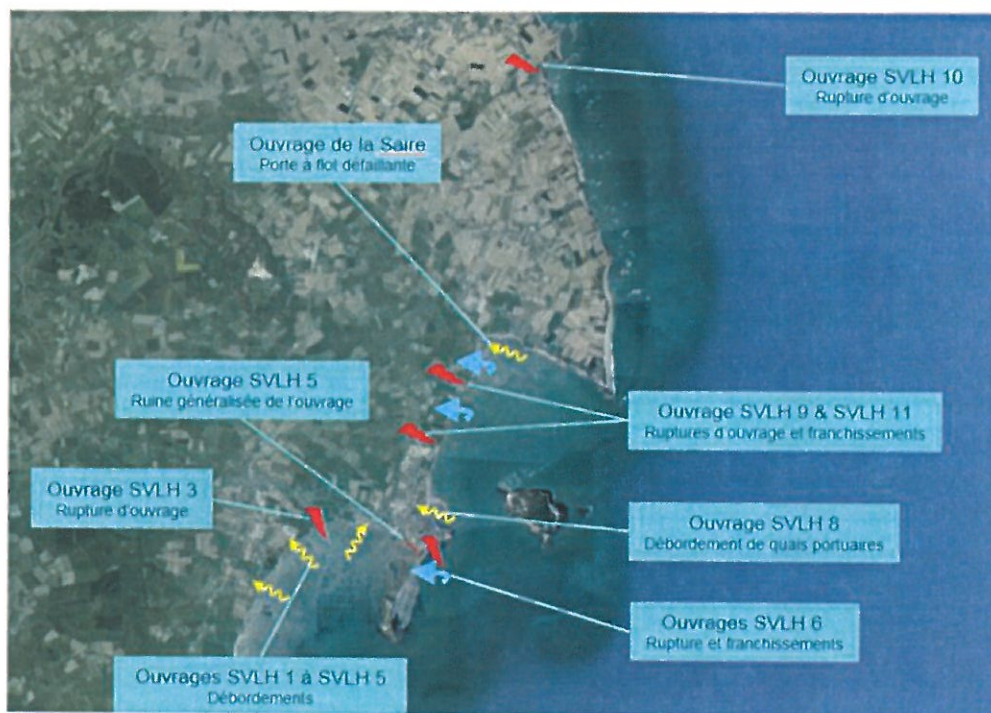 Ouvrage SVLH 10
Rupture d'ouvrage
Ouvrage de la Saire
Porte à flot défaillante
Ouvrage SVLH 5
Ruine généralisée de l'ouvrage
Ouvrage SVLH 9 & SVLH 11
Ruptures d'ouvrage et franchissements
Ouvrage SVLH 3
Rupture d'ouvrage
Ouvrage SVLH 8
Débordement de quais portuaires
Ouvrages SVLH 6
Rupture et franchissements
Ouvrages SVLH 1 à SVLH 5
Débordements